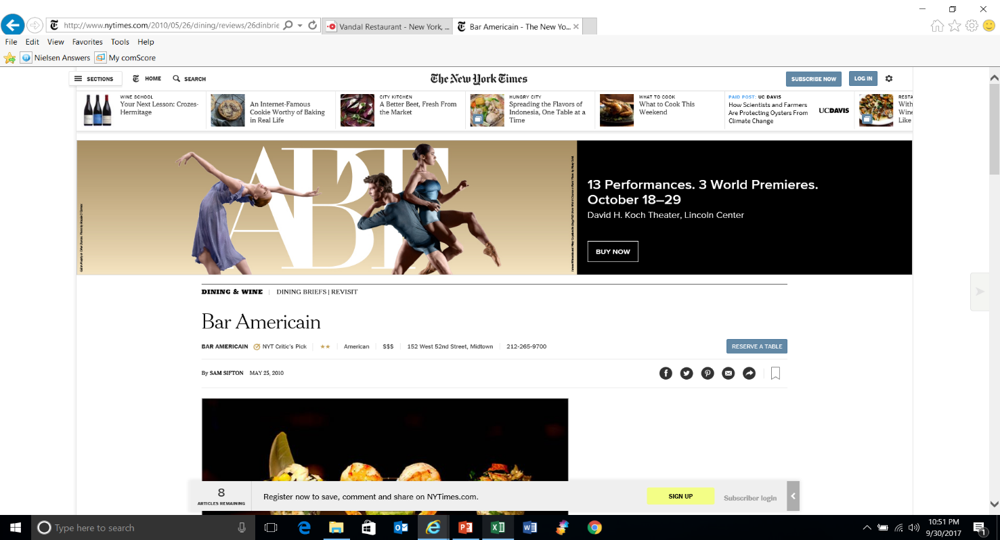 http://www.nytimes.com/2010/05/26/dining/reviews/26dinbrie
Vandal Restaurant - New York, ...
Bar Americain - The New Yo...
File Edit View Favorites Tools Help
Nielsen Answers My comScore
SECTIONS HOME SEARCH
The New York Times
SUBSCRIBE NOW LOG IN
WINE SCHOOL
Your Next Lesson: Crozes-
Hermitage
An Internet-Famous
Cookie Worthy of Baking
in Real Life
CITY KITCHEN
A Better Beet, Fresh From
the Market
HUNGRY CITY
Spreading the Flavors of
Indonesia, One Table at a
Time
WHAT TO COOK
What to Cook This
Weekend
PAID POST: UC DAVIS
How Scientists and Farmers
Are Protecting Oysters From
Climate Change
UCDAVIS
RESTA
With
Wine
Like
ABT
13 Performances. 3 World Premieres.
October 18–29
David H. Koch Theater, Lincoln Center
BUY NOW
DINING & WINE | DINING BRIEFS | REVISIT
Bar Americain
BAR AMERICAIN NYT Critic's Pick ★★ American $$$ 152 West 52nd Street, Midtown 212-265-9700
RESERVE A TABLE
By SAM SIFTON MAY 25, 2010
8
ARTICLES REMAINING
Register now to save, comment and share on NYTimes.com.
SIGN UP
Subscriber login
Type here to search
10:51 PM
9/30/2017
1